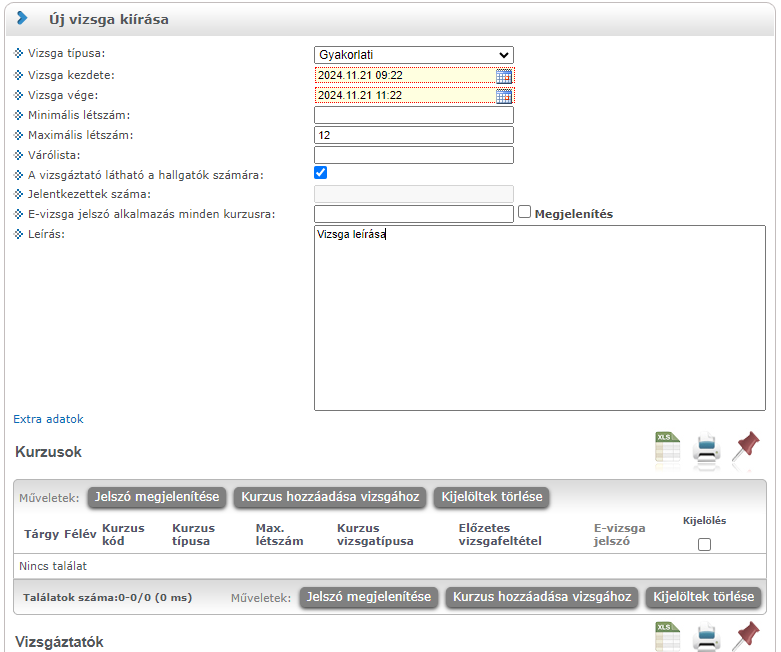 Új vizsga kiírása
Vizsga típusa: Gyakorlati
Vizsga kezdete: 2024.11.21 09:22
Vizsga vége: 2024.11.21 11:22
Minimális létszám:
Maximális létszám: 12
Várólista:
A vizsgáztató látható a hallgatók számára:
Jelentkezettek száma:
E-vizsga jelszó alkalmazás minden kurzusra: Megjelenítés
Leírás: Vizsga leírása
Extra adatok
Kurzusok XLS
Műveletek: Jelszó megjelenítése Kurzus hozzáadása vizsgához Kijelöltek törlése
Tárgy Félév Kurzus kód Kurzus típusa Max. létszám Kurzus vizsgatípusa Előzetes vizsgafeltétel E-vizsga jelszó Kijelölés
Nincs találat
Találatok száma:0-0/0 (0 ms) Műveletek: Jelszó megjelenítése Kurzus hozzáadása vizsgához Kijelöltek törlése
Vizsgáztatók XLS